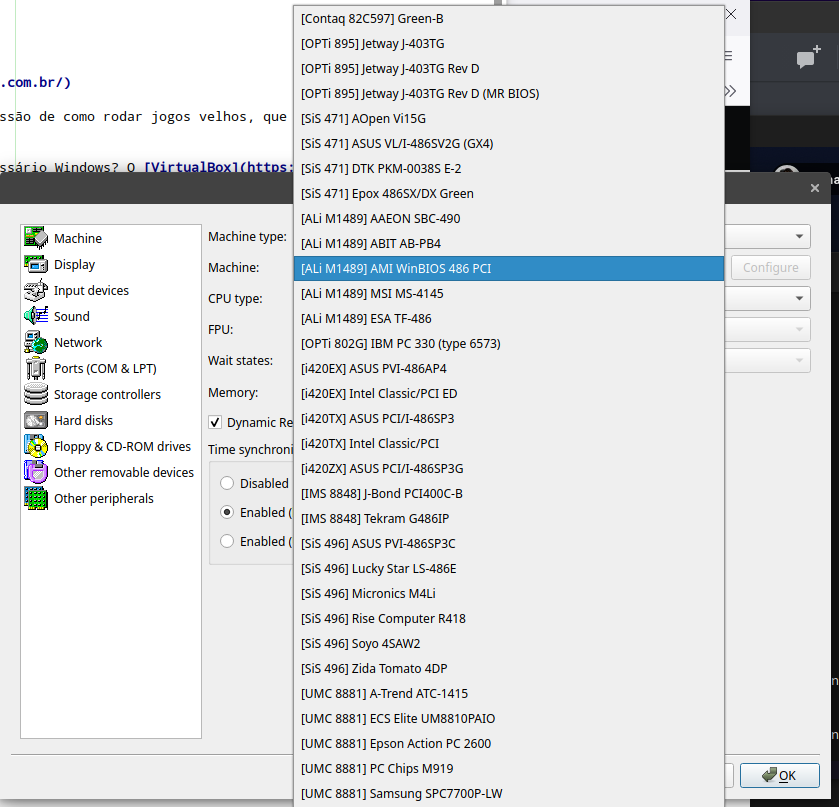 .com.br/)
ssão de como rodar jogos velhos, que
ssário Windows? O [VirtualBox](https:
Machine
Display
Input devices
Sound
Network
Ports (COM & LPT)
Storage controllers
Hard disks
Floppy & CD-ROM drives
Other removable devices
Other peripherals
Machine type:
Machine:
Configure
CPU type:
FPU:
Wait states:
Memory:
Dynamic Re
Time synchroni
Disabled
Enabled (
Enabled (
[Contaq 82C597] Green-B
[OPTi 895] Jetway J-403TG
[OPTi 895] Jetway J-403TG Rev D
[OPTi 895] Jetway J-403TG Rev D (MR BIOS)
[SiS 471] AOpen Vi15G
[SiS 471] ASUS VL/I-486SV2G (GX4)
[SiS 471] DTK PKM-0038S E-2
[SiS 471] Epox 486SX/DX Green
[ALi M1489] AAEON SBC-490
[ALi M1489] ABIT AB-PB4
[ALi M1489] AMI WinBIOS 486 PCI
[ALi M1489] MSI MS-4145
[ALi M1489] ESA TF-486
[OPTi 802G] IBM PC 330 (type 6573)
[i420EX] ASUS PVI-486AP4
[i420EX] Intel Classic/PCI ED
[i420TX] ASUS PCI/I-486SP3
[i420TX] Intel Classic/PCI
[i420ZX] ASUS PCI/I-486SP3G
[IMS 8848] J-Bond PCI400C-B
[IMS 8848] Tekram G486IP
[SiS 496] ASUS PVI-486SP3C
[SiS 496] Lucky Star LS-486E
[SiS 496] Micronics M4Li
[SiS 496] Rise Computer R418
[SiS 496] Soyo 4SAW2
[SiS 496] Zida Tomato 4DP
[UMC 8881] A-Trend ATC-1415
[UMC 8881] ECS Elite UM8810PAIO
[UMC 8881] Epson Action PC 2600
[UMC 8881] PC Chips M919
[UMC 8881] Samsung SPC7700P-LW
OK